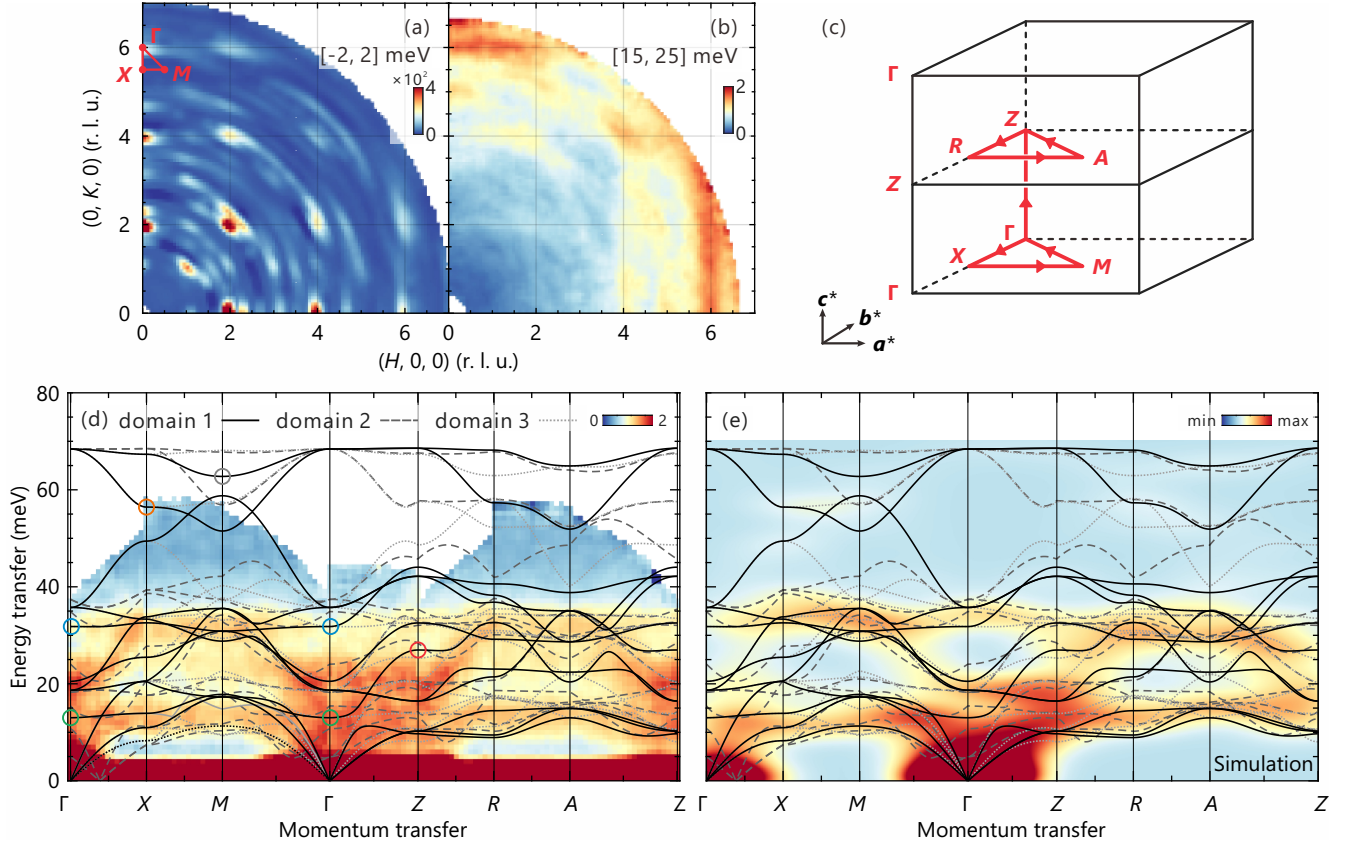 (a)
[-2, 2] meV
×10²
4
0
Γ
X
M
6
4
2
0
(0, K, 0) (r. l. u.)
0
2
4
6
(b)
[15, 25] meV
2
0
0
2
4
6
(H, 0, 0) (r. l. u.)
(c)
Γ
Z
R
A
Z
Γ
X
M
Γ
c*
b*
a*
(d)
domain 1
domain 2
domain 3
0
2
80
60
40
20
0
Energy transfer (meV)
Γ
X
M
Γ
Z
R
A
Z
Momentum transfer
(e)
min
max
Simulation
Γ
X
M
Γ
Z
R
A
Z
Momentum transfer